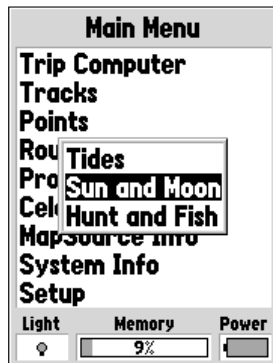 Main Menu
Trip Computer
Tracks
Points
Rou
Pro
Cel
MapSource Info
System Info
Setup
Tides
Sun and Moon
Hunt and Fish
Light Memory Power
9%